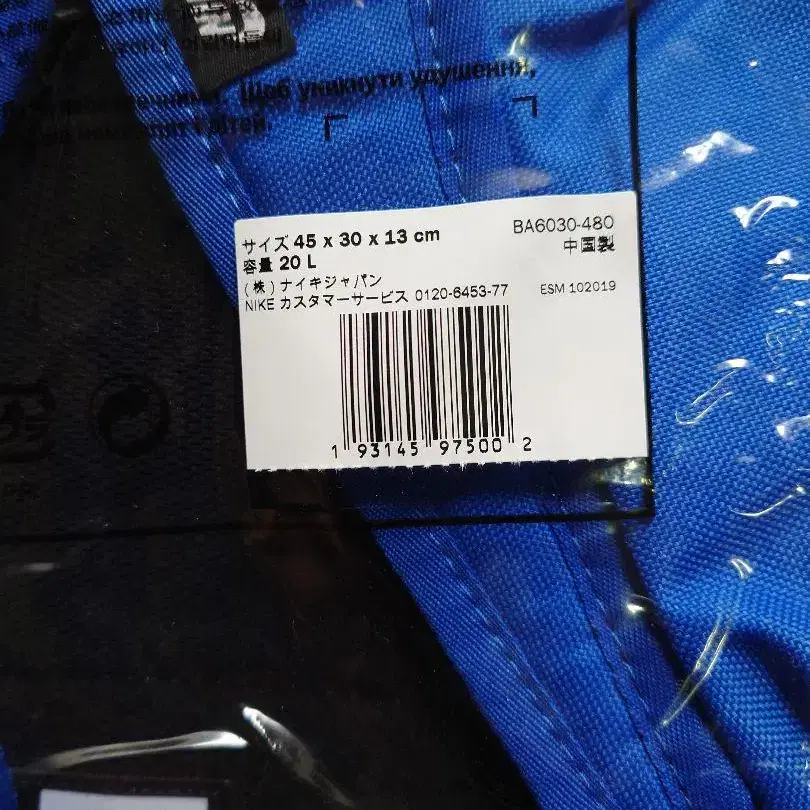 Щоб уникнути удушення,
サイズ 45 x 30 x 13 cm
BA6030-480
容量 20 L
中国製
(株)ナイキジャパン
NIKE カスタマーサービス 0120-6453-77
ESM 102019
1 93145 97500 2